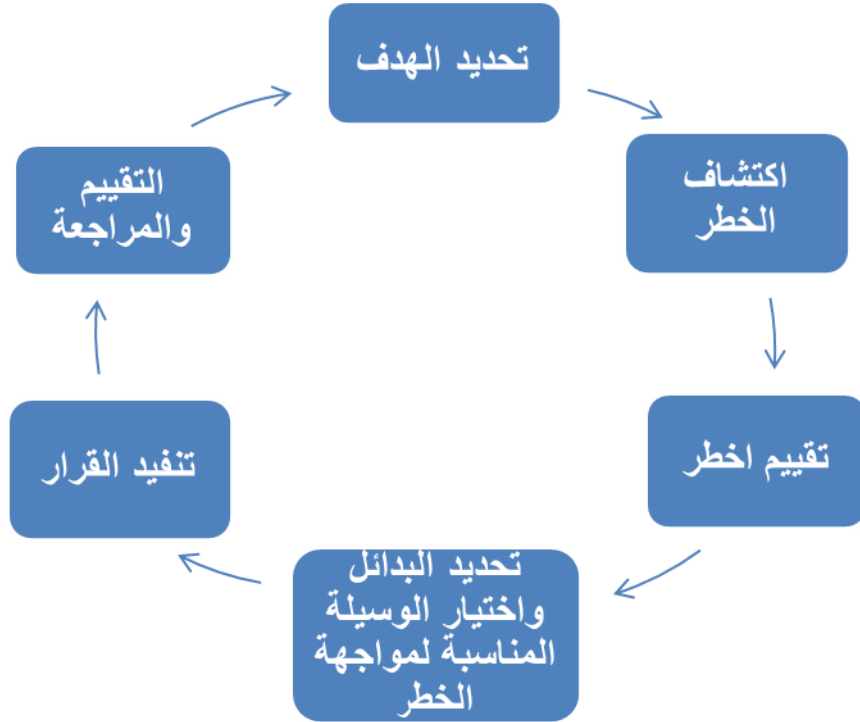 تحديد الهدف
اكتشاف
الخطر
تقييم اخطر
تحديد البدائل
واختيار الوسيلة
المناسبة لمواجهة
الخطر
تنفيد القرار
التقييم
والمراجعة